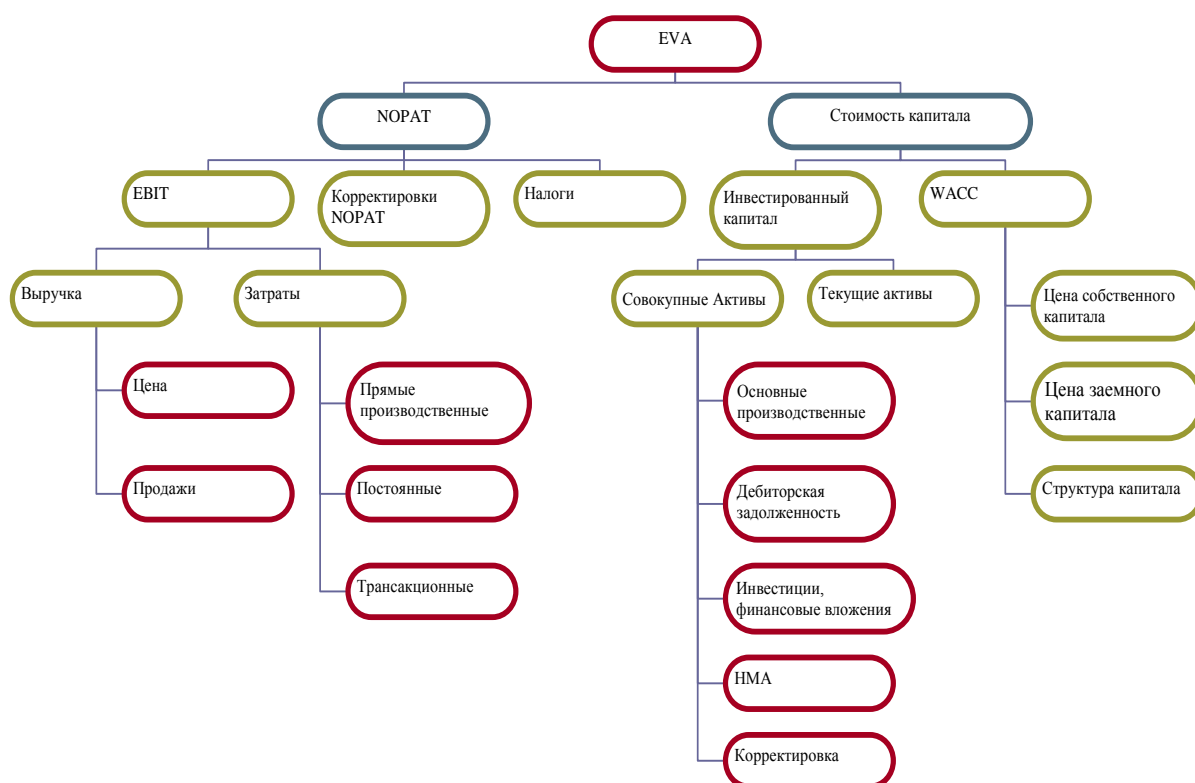 EVA
NOPAT
Стоимость капитала
EBIT
Корректировки
NOPAT
Налоги
Инвестированный
капитал
WACC
Выручка
Затраты
Совокупные Активы
Текущие активы
Цена собственного
капитала
Цена
Прямые
производственные
Основные
производственные
Цена заемного
капитала
Продажи
Постоянные
Дебиторская
задолженность
Структура капитала
Трансакционные
Инвестиции,
финансовые вложения
НМА
Корректировка